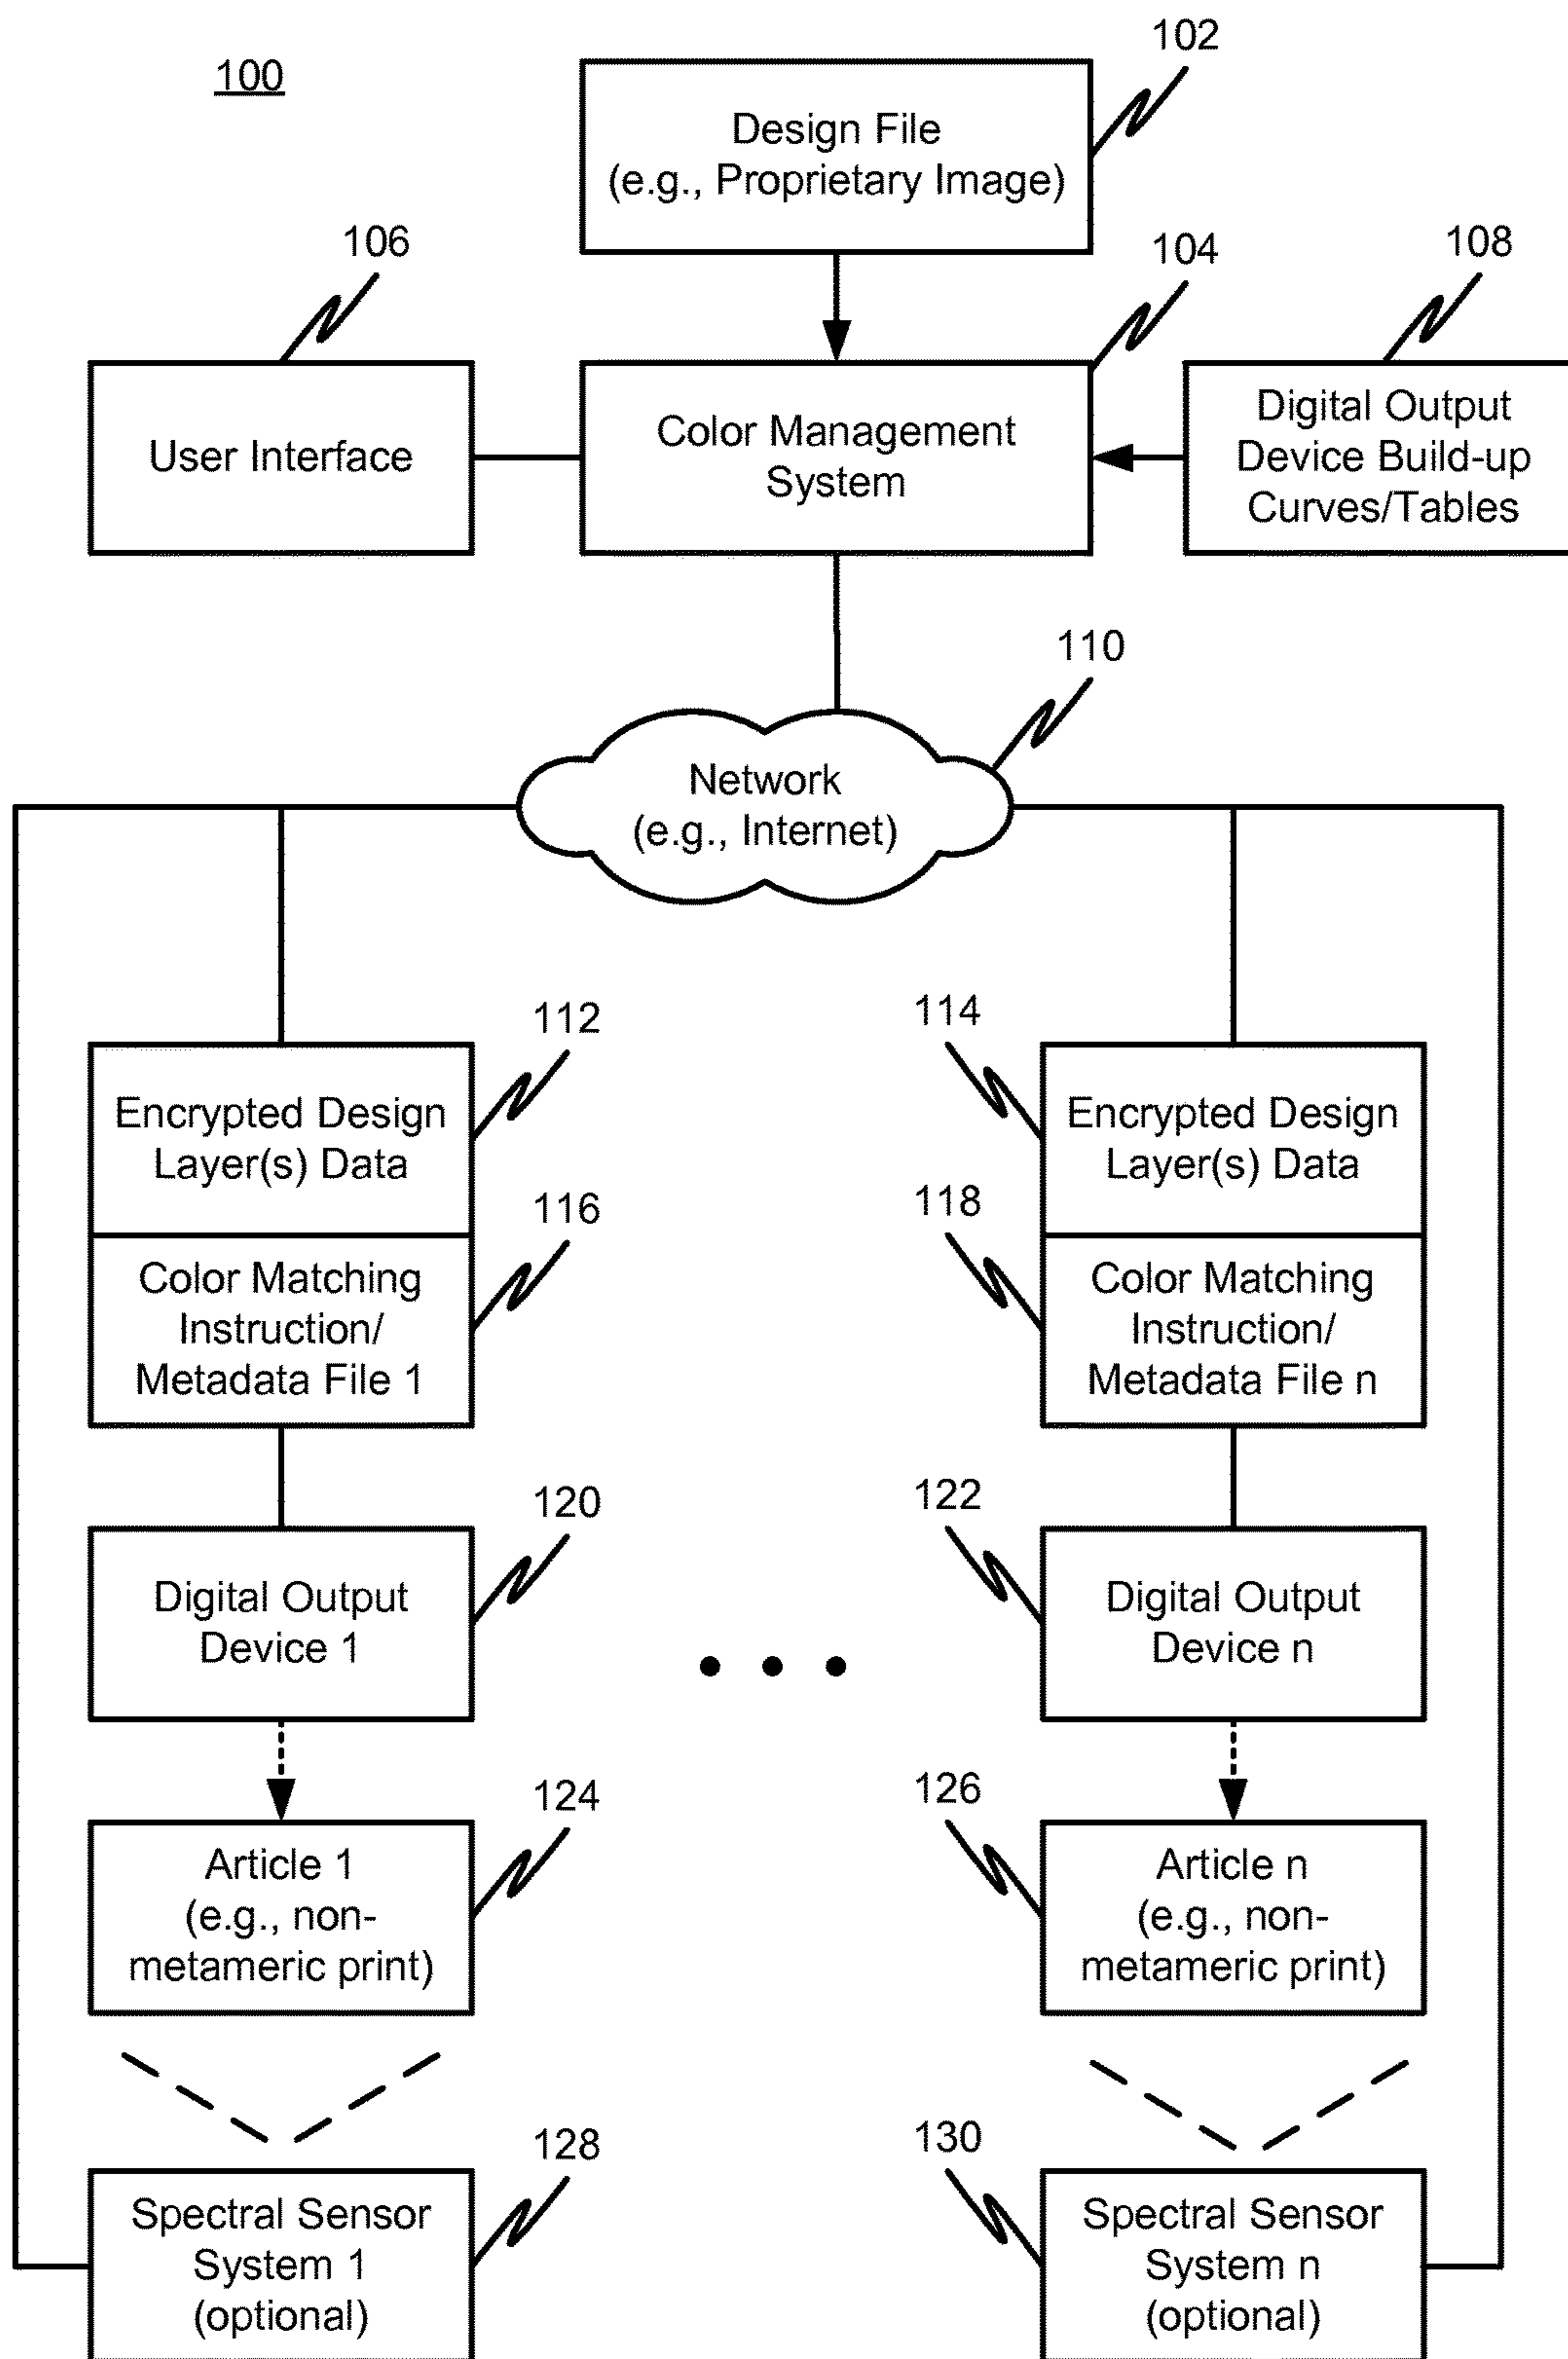 100
102
Design File
(e.g., Proprietary Image)
106
104
108
User Interface
Color Management
System
Digital Output
Device Build-up
Curves/Tables
110
Network
(e.g., Internet)
112
114
Encrypted Design
Layer(s) Data
Encrypted Design
Layer(s) Data
116
118
Color Matching
Instruction/
Metadata File 1
Color Matching
Instruction/
Metadata File n
120
122
Digital Output
Device 1
Digital Output
Device n
124
126
Article 1
(e.g., non-
metameric print)
Article n
(e.g., non-
metameric print)
128
130
Spectral Sensor
System 1
(optional)
Spectral Sensor
System n
(optional)